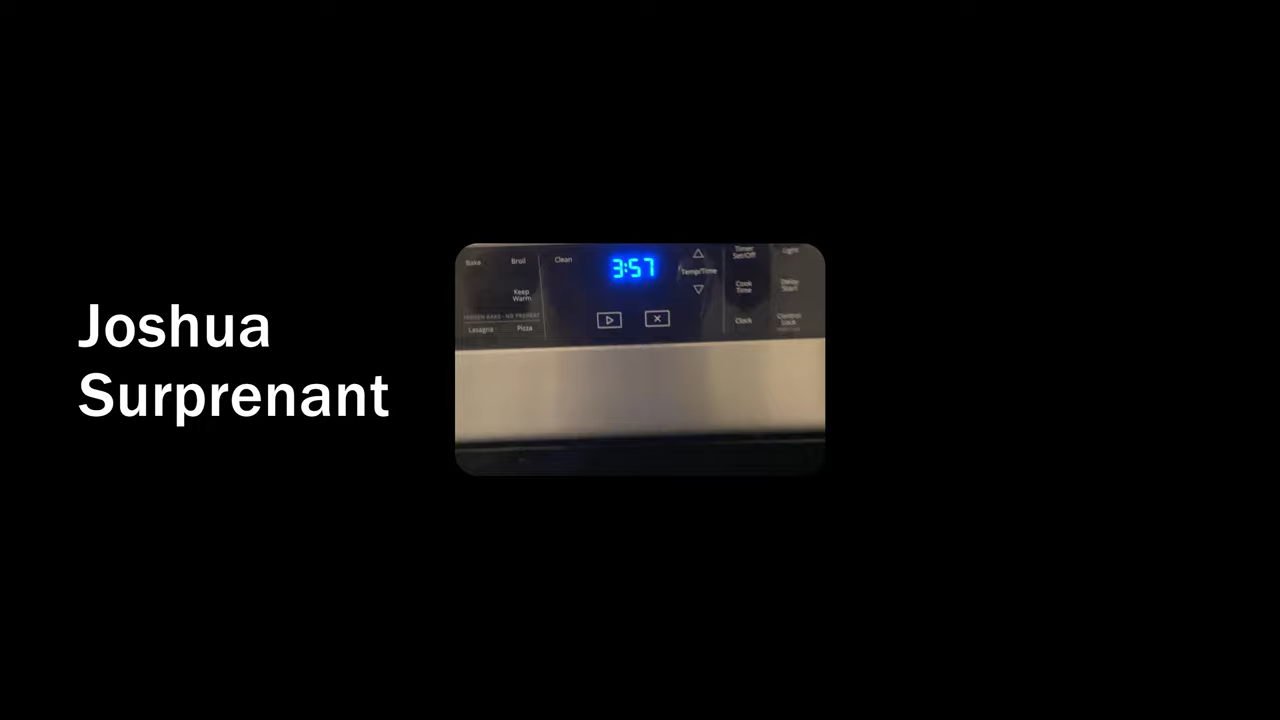 Joshua
Surprenant
Bake
Broil
Clean
3:57
Temp/Time
Timer
Set/Off
Light
Keep
Warm
Cook
Time
Delay
Start
FROZEN BAKE - NO PREHEAT
Lasagna
Pizza
Clock
Control
Lock